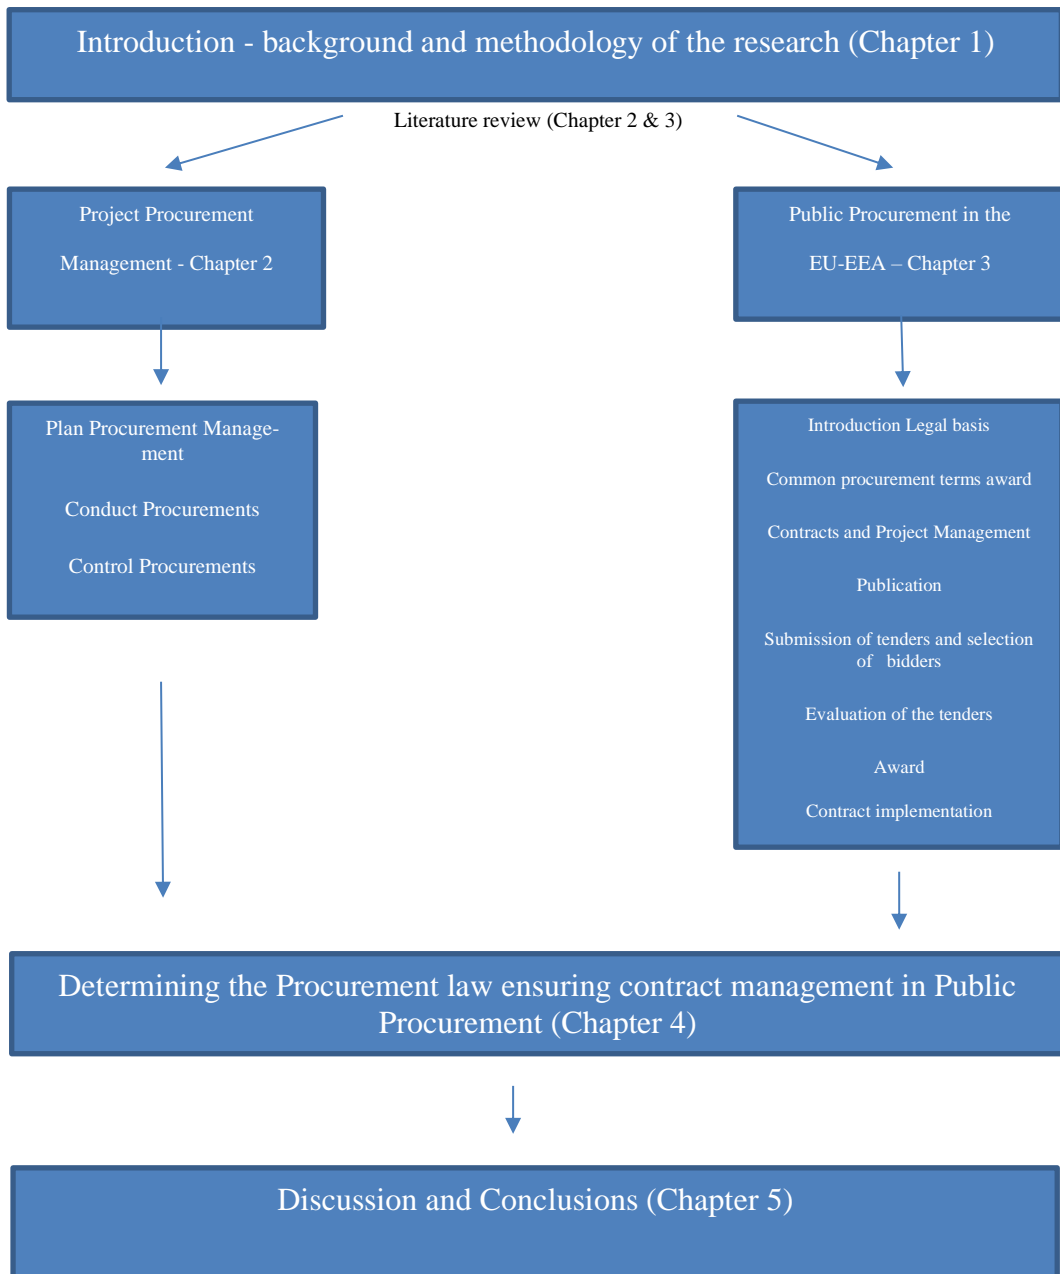 Introduction - background and methodology of the research (Chapter 1)
Literature review (Chapter 2 & 3)
Project Procurement
Management - Chapter 2
Public Procurement in the
EU-EEA – Chapter 3
Plan Procurement Manage-
ment
Conduct Procurements
Control Procurements
Introduction Legal basis
Common procurement terms award
Contracts and Project Management
Publication
Submission of tenders and selection
of bidders
Evaluation of the tenders
Award
Contract implementation
Determining the Procurement law ensuring contract management in Public
Procurement (Chapter 4)
Discussion and Conclusions (Chapter 5)